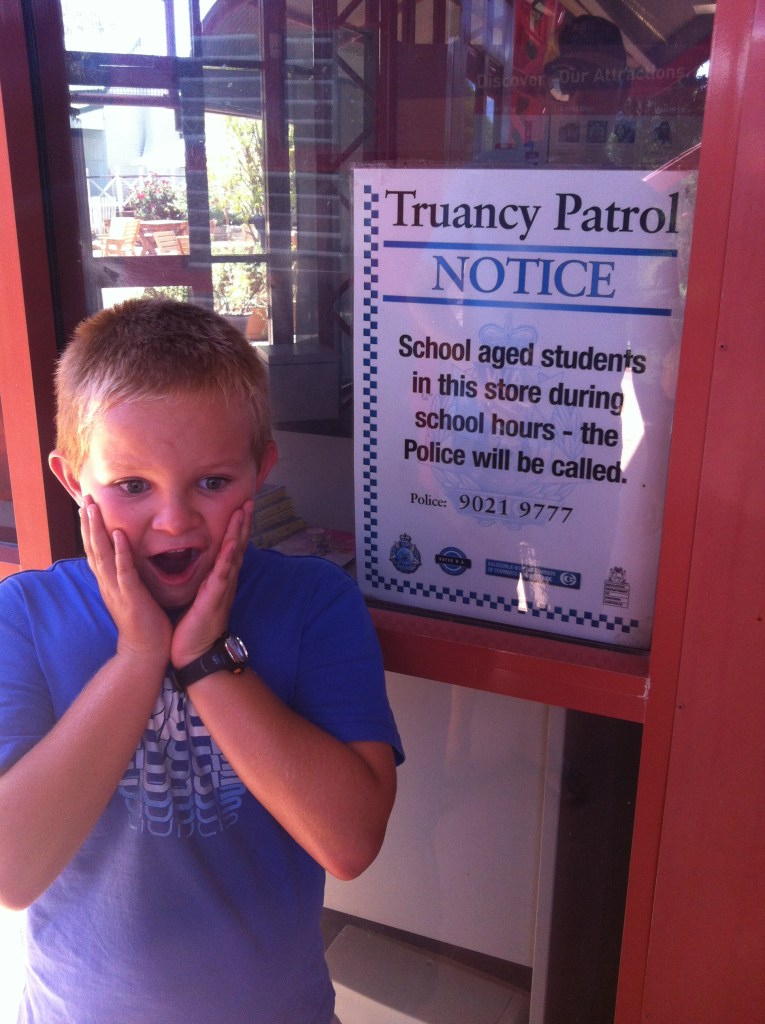 Discover Our Attractions
Truancy Patrol
NOTICE
School aged students
in this store during
school hours - the
Police will be called.
Police: 9021 9777